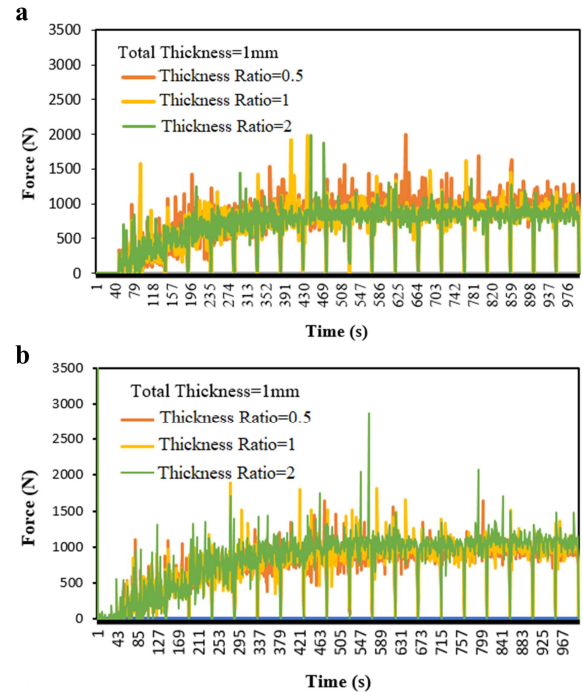 a
3500
3000
2500
2000
1500
1000
500
0
Force (N)
Total Thickness=1mm
Thickness Ratio=0.5
Thickness Ratio=1
Thickness Ratio=2
1 40 79 118 157 196 235 274 313 352 391 430 469 508 547 586 625 664 703 742 781 820 859 898 937 976
Time (s)
b
3500
3000
2500
2000
1500
1000
500
0
Force (N)
Total Thickness=1mm
Thickness Ratio=0.5
Thickness Ratio=1
Thickness Ratio=2
1 43 85 127 169 211 253 295 337 379 421 463 505 547 589 631 673 715 757 799 841 883 925 967
Time (s)